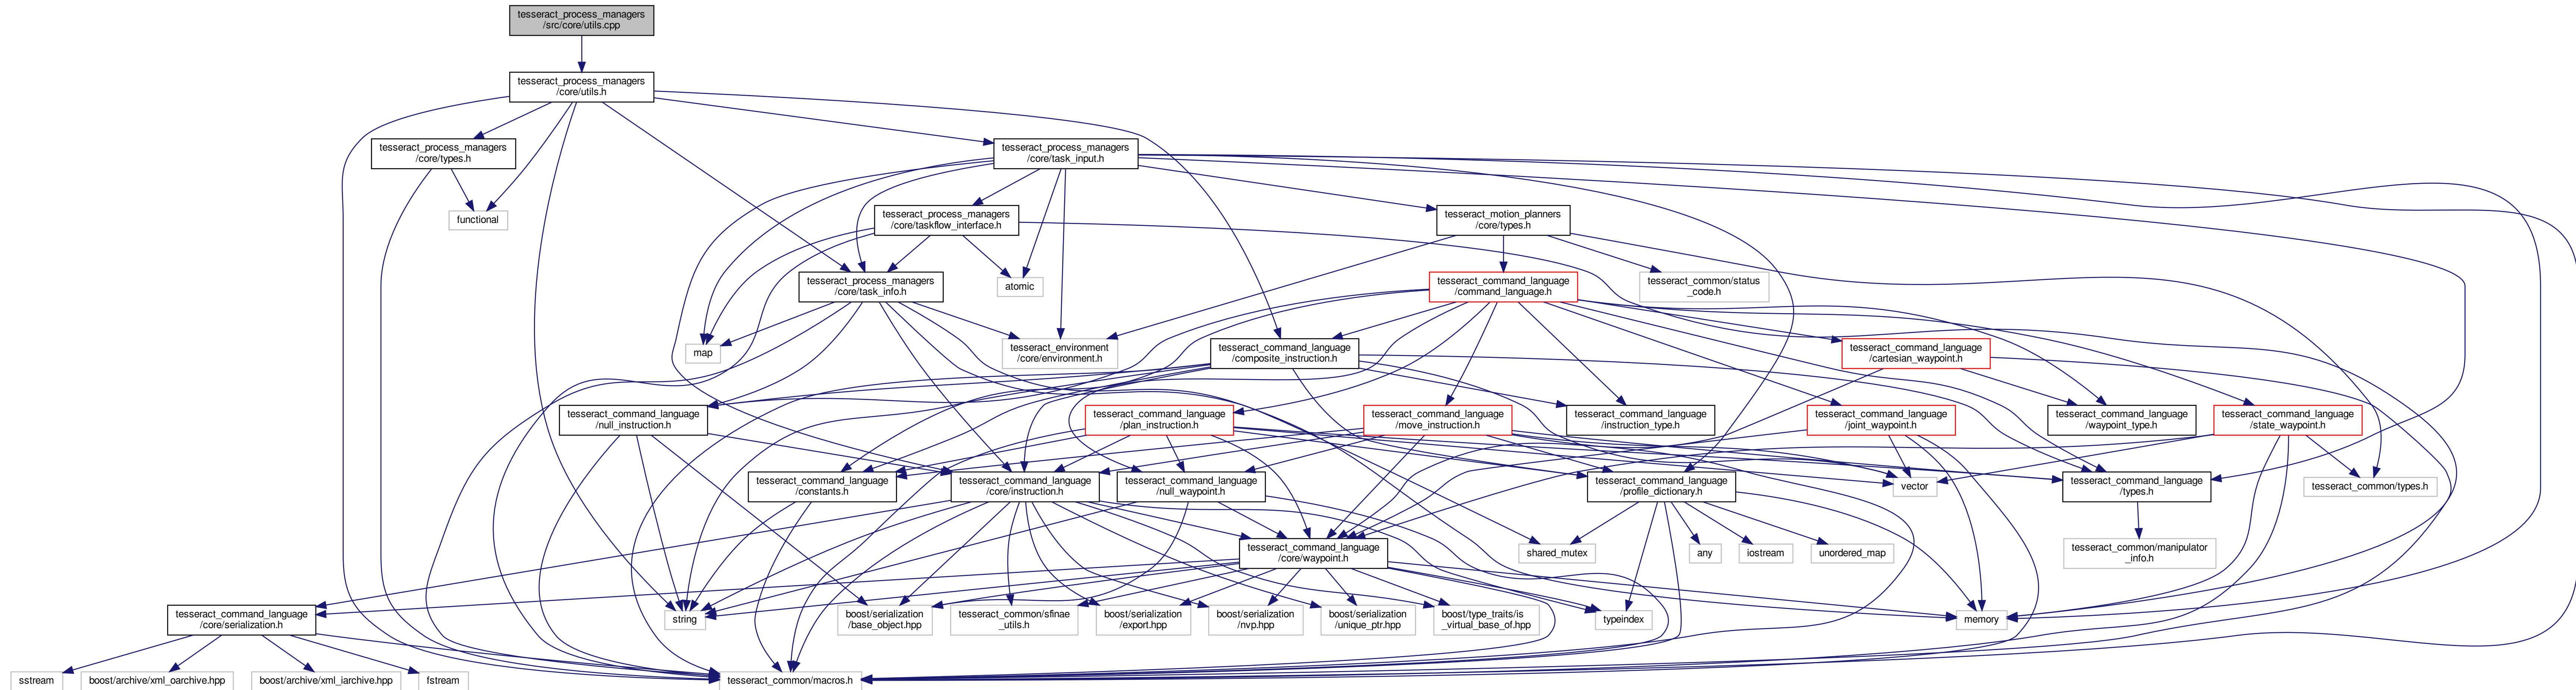 tesseract_process_managers
/src/core/utils.cpp
tesseract_process_managers
/core/utils.h
tesseract_process_managers
/core/types.h
tesseract_process_managers
/core/task_input.h
functional
tesseract_process_managers
/core/taskflow_interface.h
tesseract_motion_planners
/core/types.h
tesseract_process_managers
/core/task_info.h
atomic
tesseract_command_language
/command_language.h
tesseract_common/status
_code.h
map
tesseract_environment
/core/environment.h
tesseract_command_language
/composite_instruction.h
tesseract_command_language
/cartesian_waypoint.h
tesseract_command_language
/null_instruction.h
tesseract_command_language
/plan_instruction.h
tesseract_command_language
/move_instruction.h
tesseract_command_language
/instruction_type.h
tesseract_command_language
/joint_waypoint.h
tesseract_command_language
/waypoint_type.h
tesseract_command_language
/state_waypoint.h
tesseract_command_language
/constants.h
tesseract_command_language
/core/instruction.h
tesseract_command_language
/null_waypoint.h
tesseract_command_language
/profile_dictionary.h
vector
tesseract_command_language
/types.h
tesseract_common/types.h
tesseract_command_language
/core/waypoint.h
shared_mutex
any
iostream
unordered_map
tesseract_common/manipulator
_info.h
tesseract_command_language
/core/serialization.h
string
boost/serialization
/base_object.hpp
tesseract_common/sfinae
_utils.h
boost/serialization
/export.hpp
boost/serialization
/nvp.hpp
boost/serialization
/unique_ptr.hpp
boost/type_traits/is
_virtual_base_of.hpp
typeindex
memory
sstream
boost/archive/xml_oarchive.hpp
boost/archive/xml_iarchive.hpp
fstream
tesseract_common/macros.h